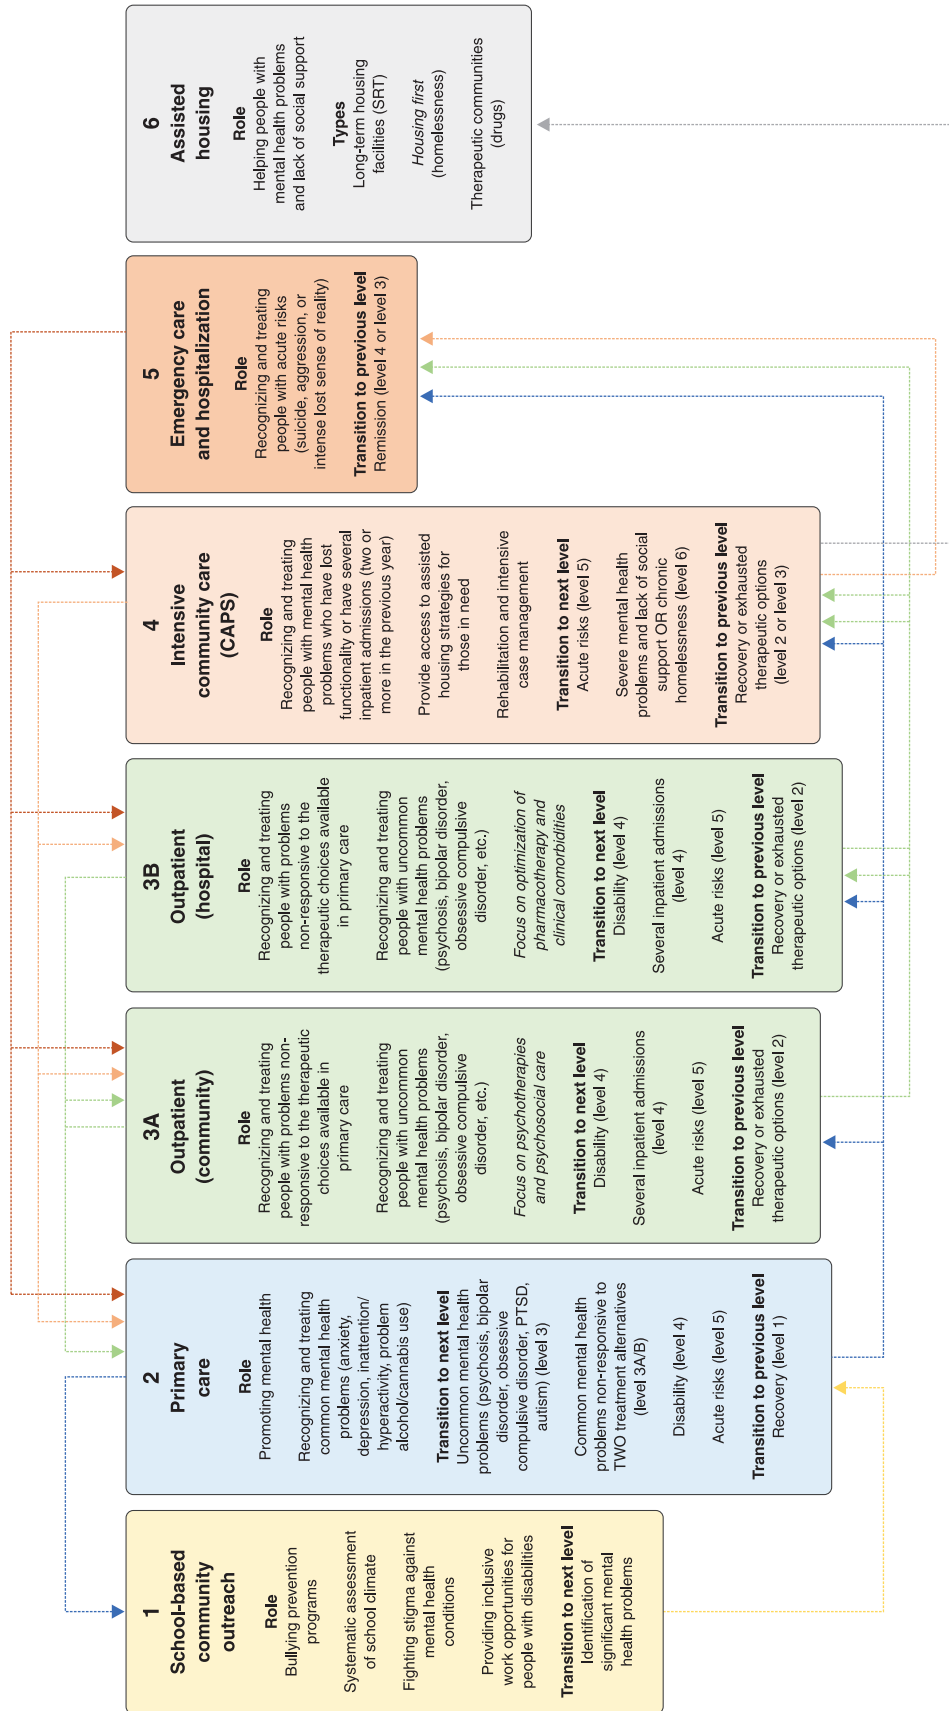 1
School-based
community
outreach
Role
Bullying prevention
programs
Systematic assessment
of school climate
Fighting stigma against
mental health
conditions
Providing inclusive
work opportunities for
people with disabilities
Transition to next level
Identification of
significant mental
health problems
2
Primary
care
Role
Promoting mental health
Recognizing and treating
common mental health
problems (anxiety,
depression, inattention/
hyperactivity, problem
alcohol/cannabis use)
Transition to next level
Uncommon mental health
problems (psychosis, bipolar
disorder, obsessive
compulsive disorder, PTSD,
autism) (level 3)
Common mental health
problems non-responsive to
TWO treatment alternatives
(level 3A/B)
Disability (level 4)
Acute risks (level 5)
Transition to previous level
Recovery (level 1)
3A
Outpatient
(community)
Role
Recognizing and treating
people with problems non-
responsive to the therapeutic
choices available in
primary care
Recognizing and treating
people with uncommon
mental health problems
(psychosis, bipolar disorder,
obsessive compulsive
disorder, etc.)
Focus on psychotherapies
and psychosocial care
Transition to next level
Disability (level 4)
Several inpatient admissions
(level 4)
Acute risks (level 5)
Transition to previous level
Recovery or exhausted
therapeutic options (level 2)
3B
Outpatient
(hospital)
Role
Recognizing and treating
people with problems
non-responsive to the
therapeutic choices available
in primary care
Recognizing and treating
people with uncommon
mental health problems
(psychosis, bipolar disorder,
obsessive compulsive
disorder, etc.)
Focus on optimization of
pharmacotherapy and
clinical comorbidities
Transition to next level
Disability (level 4)
Several inpatient admissions
(level 4)
Acute risks (level 5)
Transition to previous level
Recovery or exhausted
therapeutic options (level 2)
4
Intensive
community care
(CAPS)
Role
Recognizing and treating
people with mental health
problems who have lost
functionality or have several
inpatient admissions (two or
more in the previous year)
Provide access to assisted
housing strategies for
those in need
Rehabilitation and intensive
case management
Transition to next level
Acute risks (level 5)
Severe mental health
problems and lack of social
support OR chronic
homelessness (level 6)
Transition to previous level
Recovery or exhausted
therapeutic options
(level 2 or level 3)
5
Emergency care
and hospitalization
Role
Recognizing and treating
people with acute risks
(suicide, aggression, or
intense lost sense of reality)
Transition to previous level
Remission (level 4 or level 3)
6
Assisted
housing
Role
Helping people with
mental health problems
and lack of social support
Types
Long-term housing
facilities (SRT)
Housing first
(homelessness)
Therapeutic communities
(drugs)